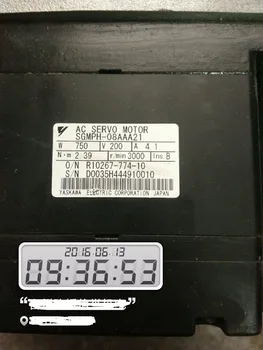 AC SERVO MOTOR
SGMPH-08AAA21
W 750 V 200 A 4.1
N·m 2.39 r/min 3000 Ins. B
O/N R10267-774-10
S/N D0035H444910010
YASKAWA ELECTRIC CORPORATION JAPAN
2016.06.13
09:36:53